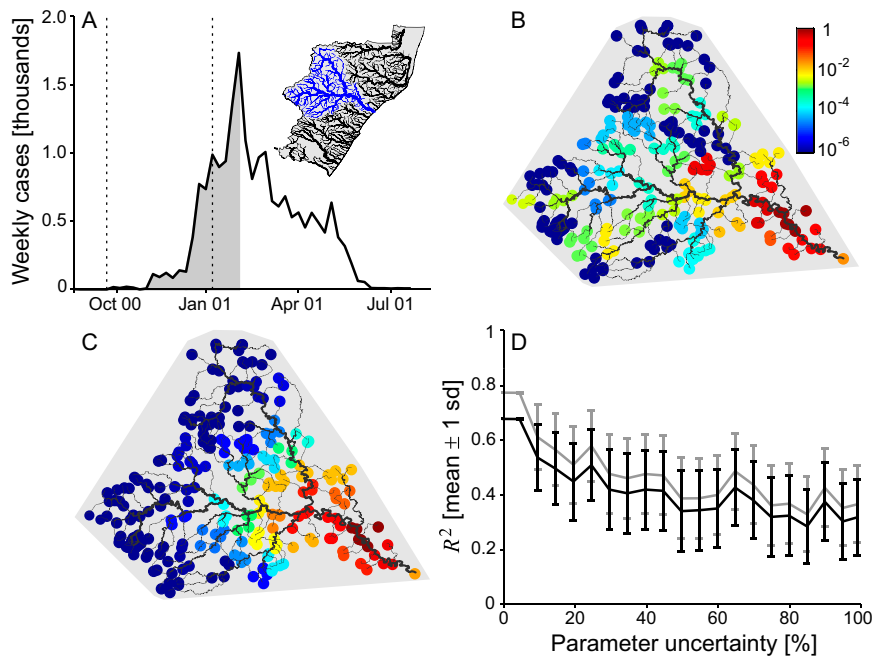 A
Weekly cases [thousands]
2.0
1.5
1.0
0.5
0
Oct 00
Jan 01
Apr 01
Jul 01
B
1
10^-2
10^-4
10^-6
C
D
R^2 [mean ± 1 sd]
1
0.8
0.6
0.4
0.2
0
0 20 40 60 80 100
Parameter uncertainty [%]